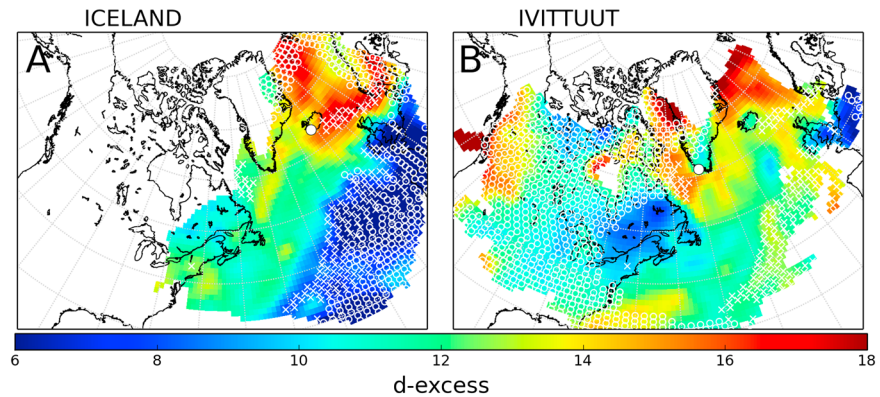 ICELAND
IVITTUUT
A
B
6 8 10 12 14 16 18
d-excess